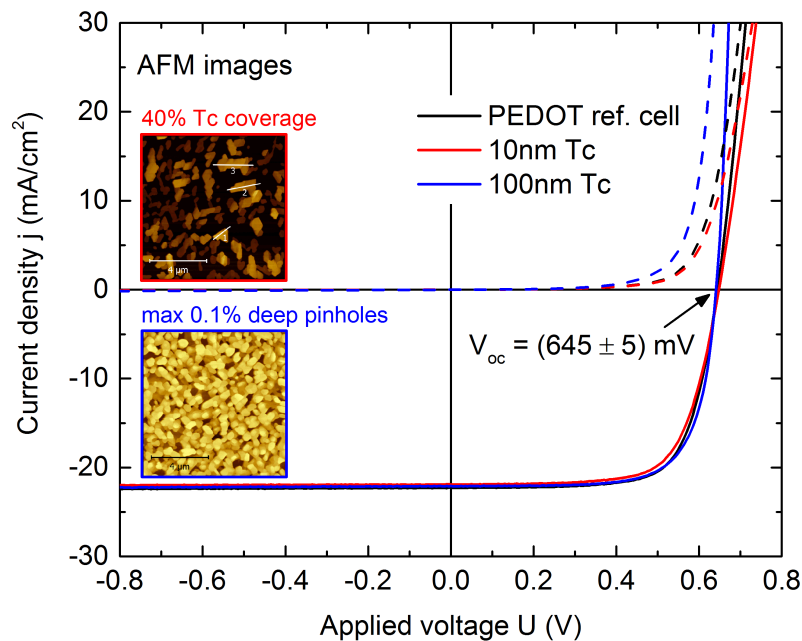 30
20
10
0
-10
-20
-30
Current density j (mA/cm²)
AFM images
40% Tc coverage
3
2
1
4 µm
max 0.1% deep pinholes
4 µm
PEDOT ref. cell
10nm Tc
100nm Tc
Voc = (645 ± 5) mV
-0.8 -0.6 -0.4 -0.2 0.0 0.2 0.4 0.6 0.8
Applied voltage U (V)